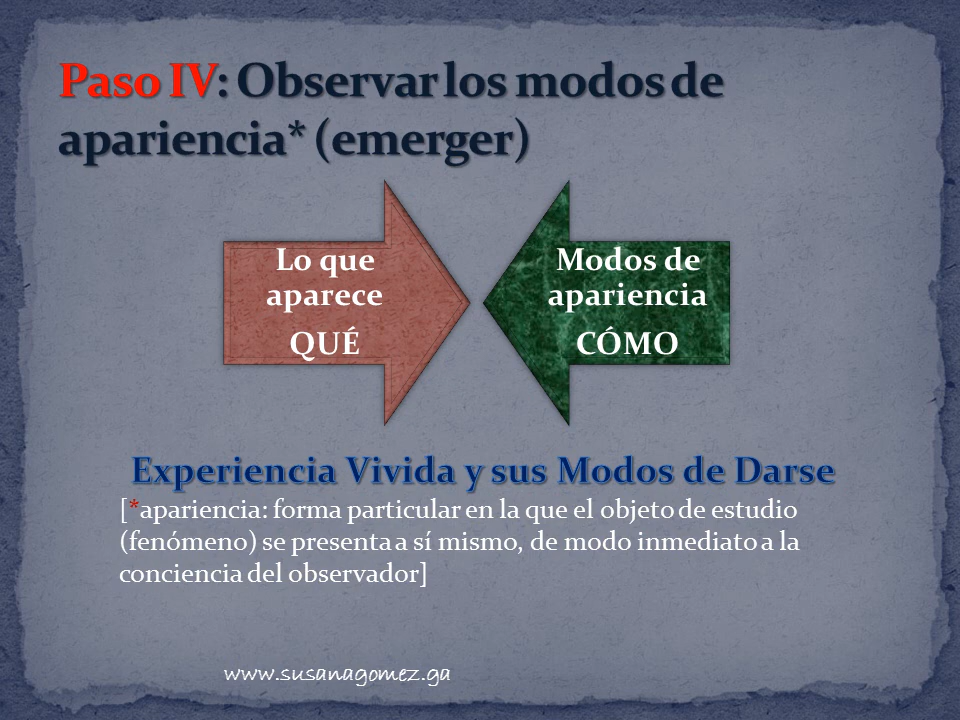 Paso IV: Observar los modos de
apariencia* (emerger)
Lo que
aparece
QUÉ
Modos de
apariencia
CÓMO
Experiencia Vivida y sus Modos de Darse
[*apariencia: forma particular en la que el objeto de estudio
(fenómeno) se presenta a sí mismo, de modo inmediato a la
conciencia del observador]
www.susanagomez.ga